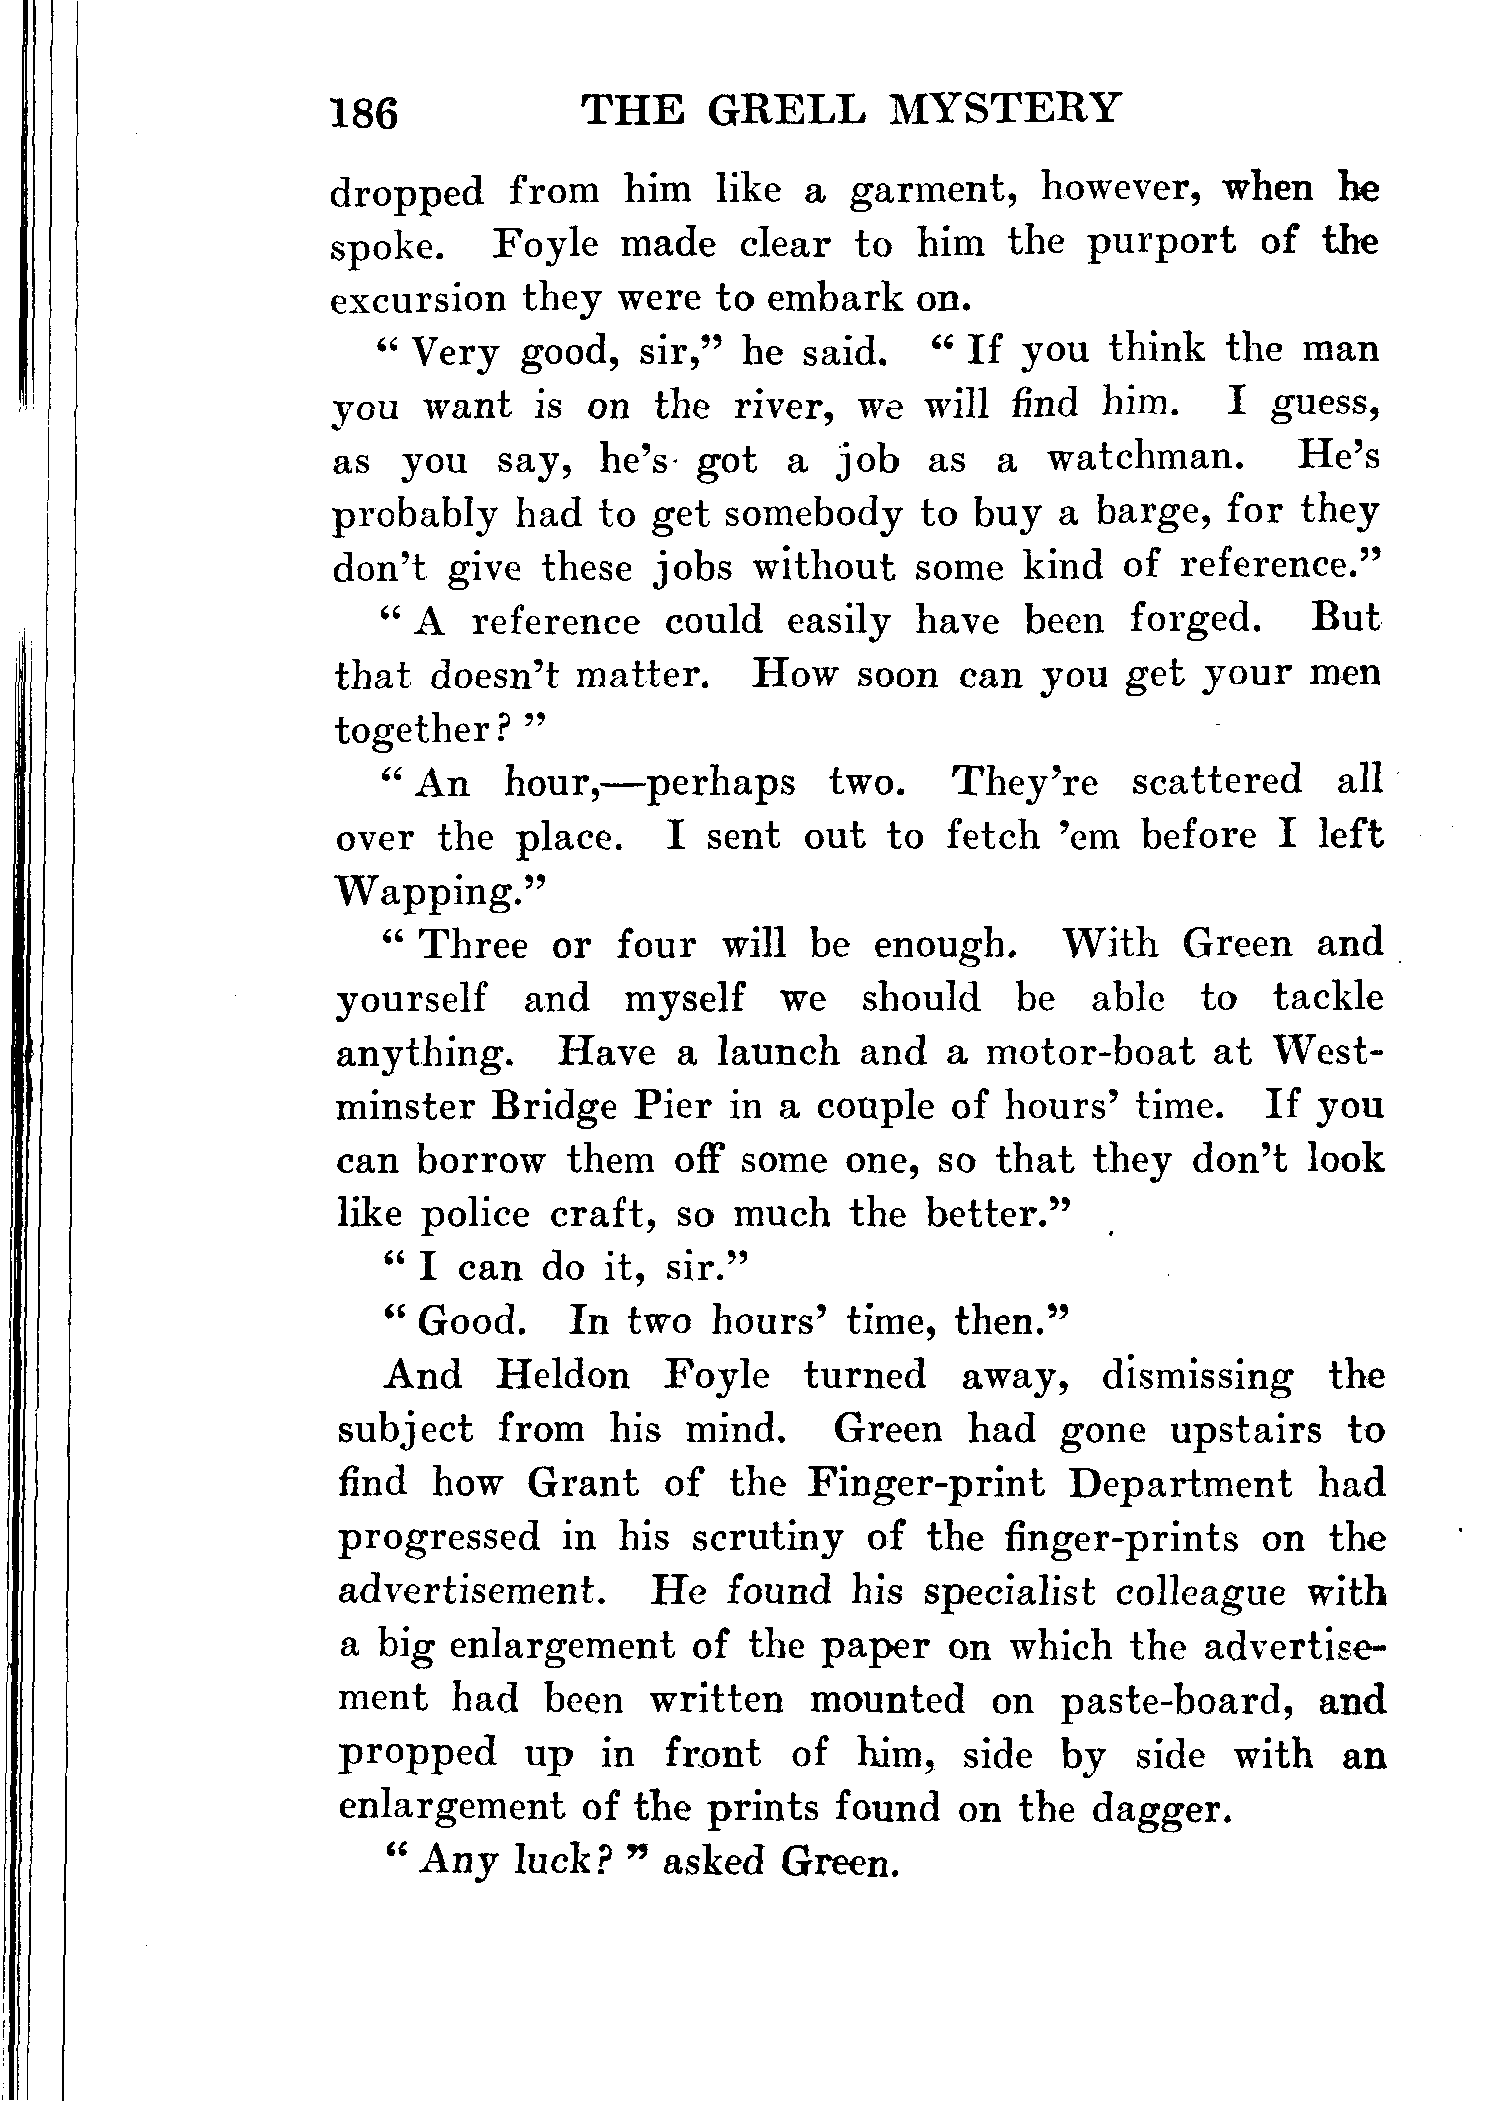 186 THE GRELL MYSTERY
dropped from him like a garment, however, when he
spoke. Foyle made clear to him the purport of the
excursion they were to embark on.
“ Very good, sir,” he said. “ If you think the man
you want is on the river, we will find him. I guess,
as you say, he’s got a job as a watchman. He’s
probably had to get somebody to buy a barge, for they
don’t give these jobs without some kind of reference.”
“ A reference could easily have been forged. But
that doesn’t matter. How soon can you get your men
together? ”
“ An hour,—perhaps two. They’re scattered all
over the place. I sent out to fetch ’em before I left
Wapping.”
“ Three or four will be enough. With Green and
yourself and myself we should be able to tackle
anything. Have a launch and a motor-boat at West-
minster Bridge Pier in a couple of hours’ time. If you
can borrow them off some one, so that they don’t look
like police craft, so much the better.”
“ I can do it, sir.”
“ Good. In two hours’ time, then.”
And Heldon Foyle turned away, dismissing the
subject from his mind. Green had gone upstairs to
find how Grant of the Finger-print Department had
progressed in his scrutiny of the finger-prints on the
advertisement. He found his specialist colleague with
a big enlargement of the paper on which the advertise-
ment had been written mounted on paste-board, and
propped up in front of him, side by side with an
enlargement of the prints found on the dagger.
“ Any luck? ” asked Green.